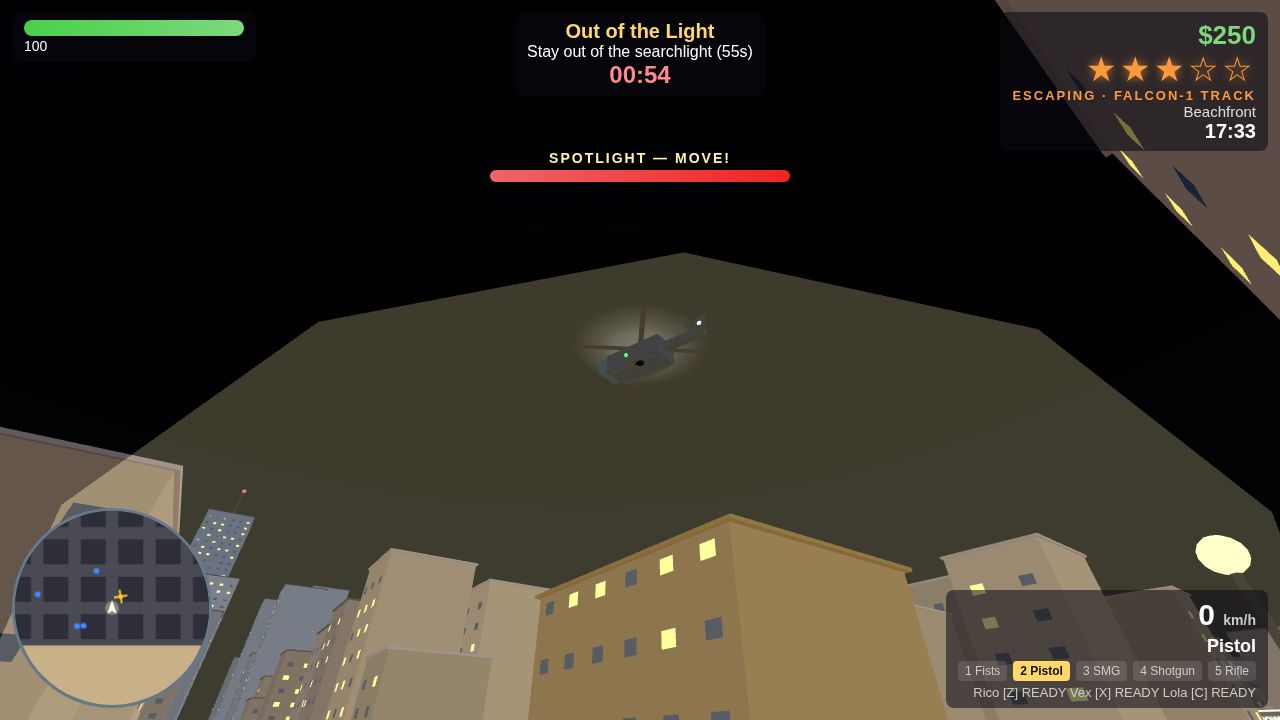 100
Out of the Light
Stay out of the searchlight (55s)
00:54
SPOTLIGHT — MOVE!
$250
★★★☆☆
ESCAPING · FALCON-1 TRACK
Beachfront
17:33
0 km/h
Pistol
1 Fists 2 Pistol 3 SMG 4 Shotgun 5 Rifle
Rico [Z] READY Vex [X] READY Lola [C] READY